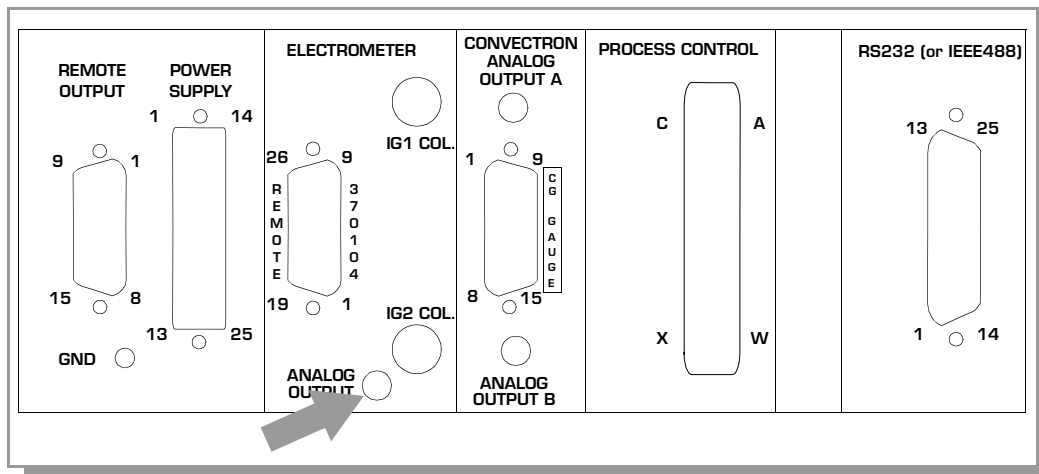 REMOTE
OUTPUT
POWER
SUPPLY
1
14
9
1
15
8
13
25
GND
ELECTROMETER
IG1 COL.
26
9
REMOTE
370104
19
1
IG2 COL.
ANALOG
OUTPUT
CONVECTRON
ANALOG
OUTPUT A
1
9
CG GAUGE
8
15
ANALOG
OUTPUT B
PROCESS CONTROL
C
A
X
W
RS232 (or IEEE488)
13
25
1
14